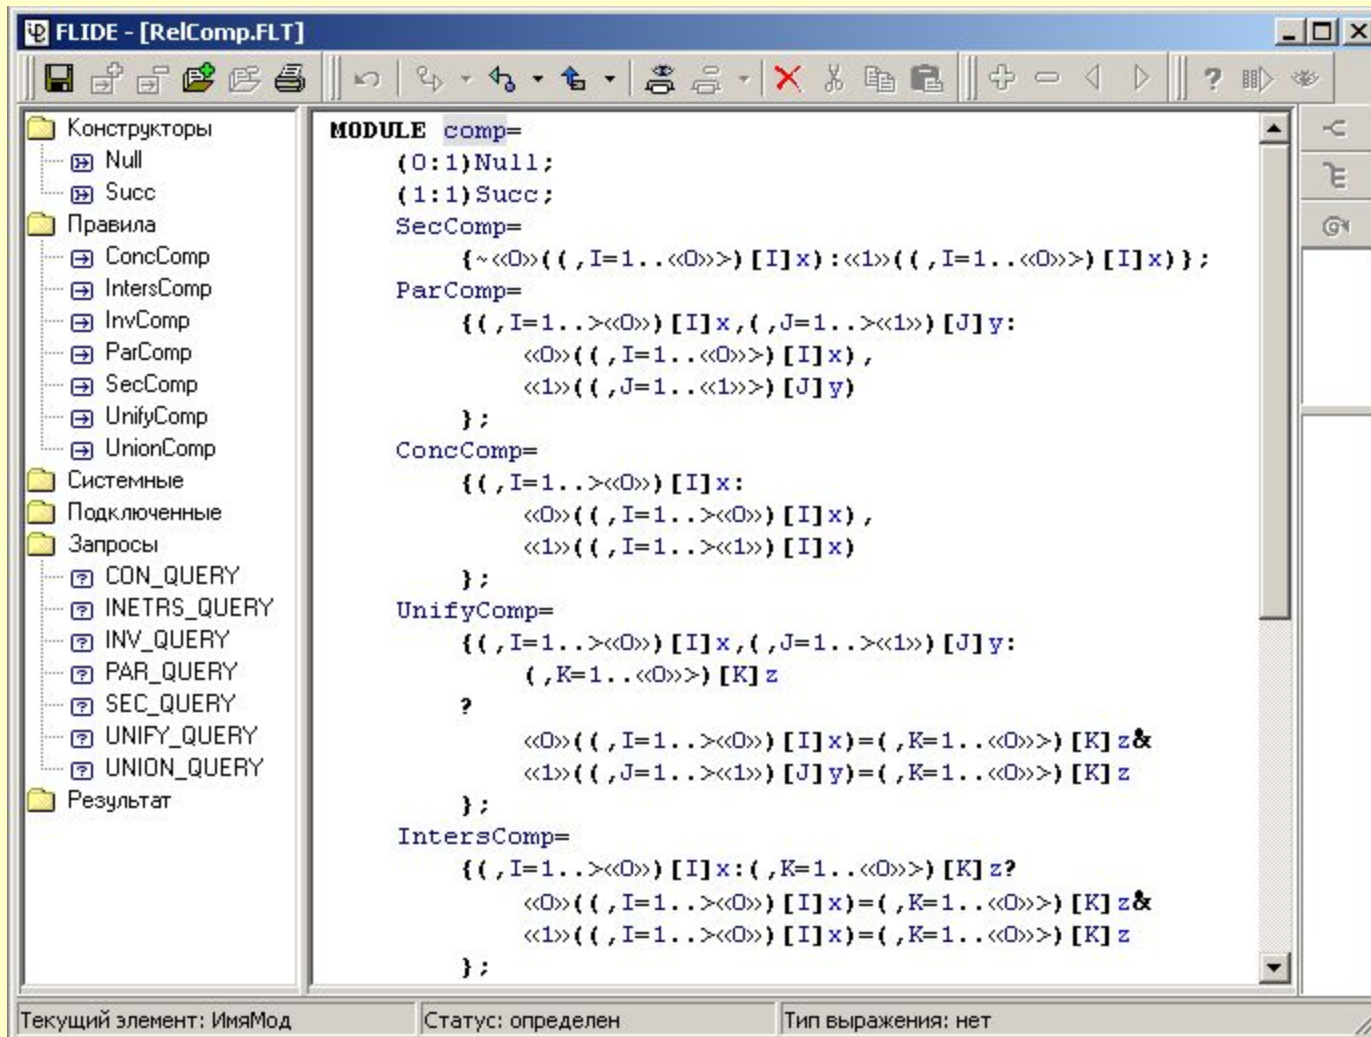 FLIDE - [RelComp.FLT]
Конструкторы
Null
Succ
Правила
ConcComp
IntersComp
InvComp
ParComp
SecComp
UnifyComp
UnionComp
Системные
Подключенные
Запросы
CON_QUERY
INETRS_QUERY
INV_QUERY
PAR_QUERY
SEC_QUERY
UNIFY_QUERY
UNION_QUERY
Результат
MODULE comp=
(0:1)Null;
(1:1)Succ;
SecComp=
{~«0»((,I=1..«0»>)[I]x):«1»((,I=1..«0»>)[I]x)};
ParComp=
{(,I=1..>«0»)[I]x,(,J=1..>«1»)[J]y:
«0»((,I=1..«0»>)[I]x),
«1»((,J=1..«1»>)[J]y)
};
ConcComp=
{(,I=1..>«0»)[I]x:
«0»((,I=1..>«0»)[I]x),
«1»((,I=1..>«1»)[I]x)
};
UnifyComp=
{(,I=1..>«0»)[I]x,(,J=1..>«1»)[J]y:
(,K=1..«0»>)[K]z
?
«0»((,I=1..>«0»)[I]x)=(,K=1..«0»>)[K]z&
«1»((,J=1..>«1»)[J]y)=(,K=1..«0»>)[K]z
};
IntersComp=
{(,I=1..>«0»)[I]x:(,K=1..«0»>)[K]z?
«0»((,I=1..>«0»)[I]x)=(,K=1..«0»>)[K]z&
«1»((,I=1..>«0»)[I]x)=(,K=1..«0»>)[K]z
};
Текущий элемент: ИмяМод
Статус: определен
Тип выражения: нет